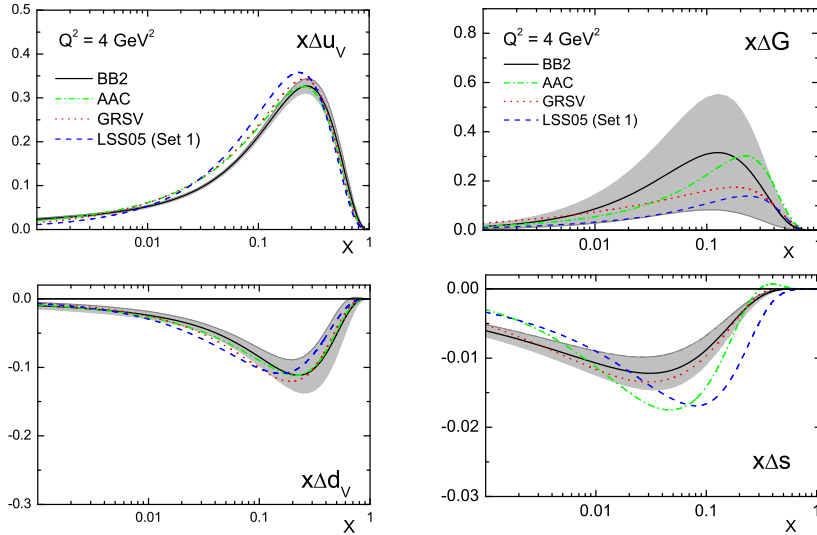 Q² = 4 GeV²
xΔu_V
BB2
AAC
GRSV
LSS05 (Set 1)
0.5
0.4
0.3
0.2
0.1
0.0
0.01
0.1
1
X
Q² = 4 GeV²
xΔG
BB2
AAC
GRSV
LSS05 (Set 1)
0.8
0.6
0.4
0.2
0.0
0.01
0.1
1
X
0.0
-0.1
-0.2
-0.3
xΔd_V
0.01
0.1
1
X
0.00
-0.01
-0.02
-0.03
xΔs
0.01
0.1
1
X